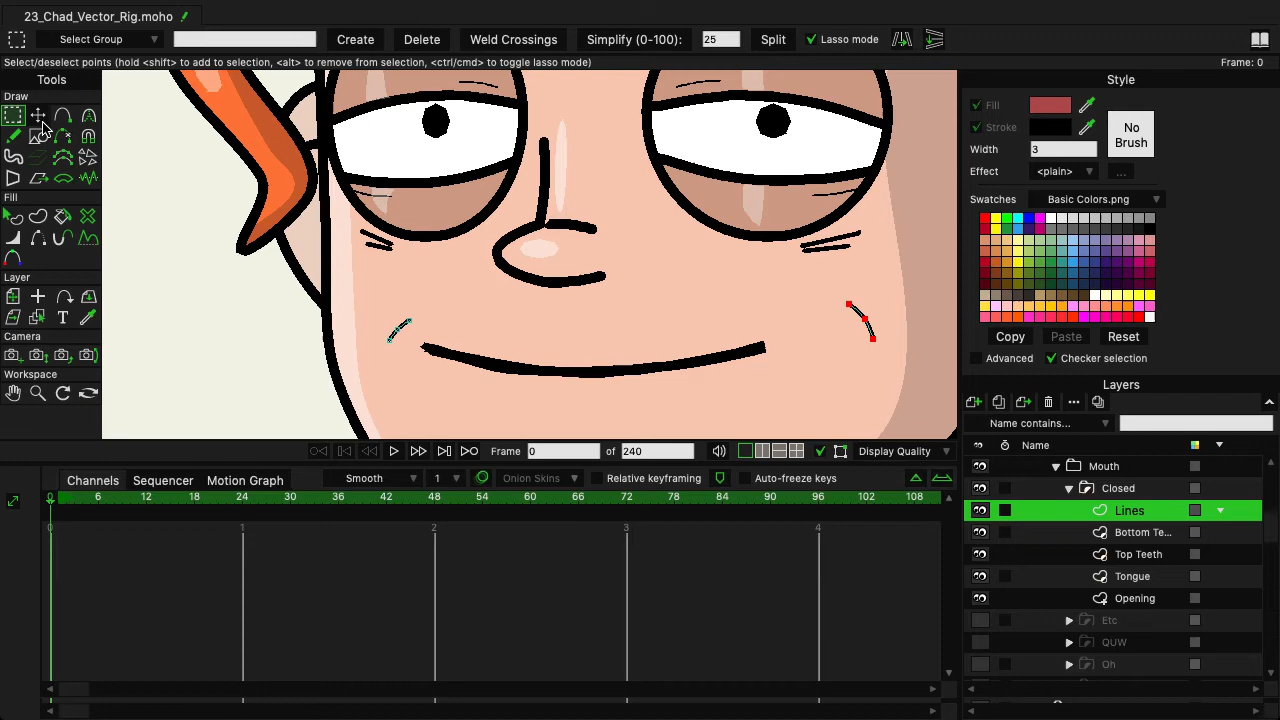 23_Chad_Vector_Rig.moho
Select Group Create Delete Weld Crossings Simplify (0-100): 25 Split Lasso mode
Select/deselect points (hold <shift> to add to selection, <alt> to remove from selection, <ctrl/cmd> to toggle lasso mode) Frame: 0
Tools
Draw
Fill
Layer
Camera
Workspace
Style
Fill
Stroke
No
Brush
Width 3
Effect <plain> ...
Swatches Basic Colors.png
Copy Paste Reset
Advanced Checker selection
Layers
Name contains...
Name
Mouth
Closed
Lines
Bottom Te...
Top Teeth
Tongue
Opening
Etc
QUW
Oh
Frame 0 of 240 Display Quality
Channels Sequencer Motion Graph Smooth 1 Onion Skins Relative keyframing Auto-freeze keys
0 6 12 18 24 30 36 42 48 54 60 66 72 78 84 90 96 102 108
0 1 2 3 4